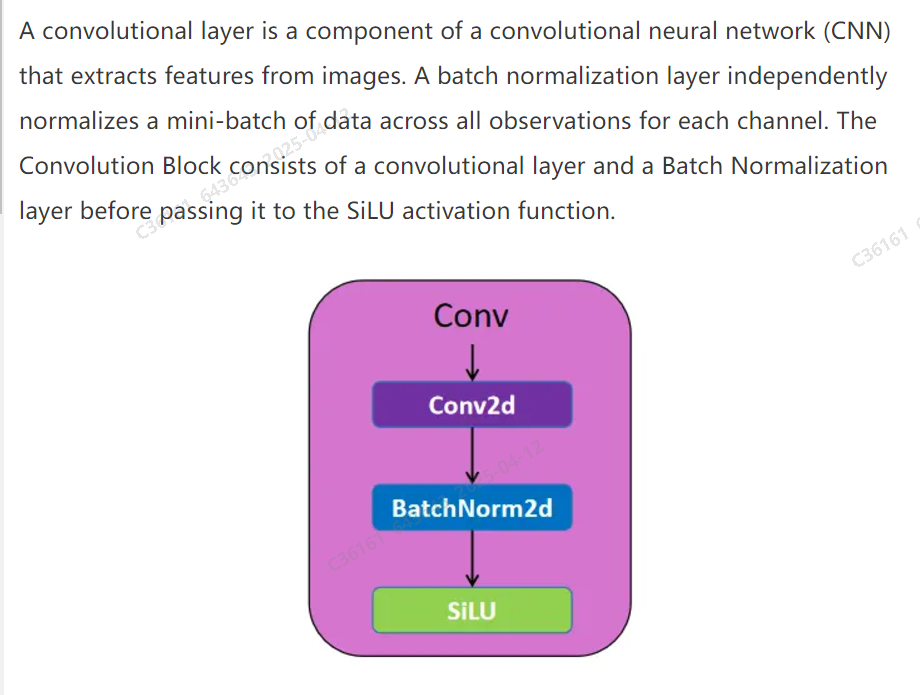 A convolutional layer is a component of a convolutional neural network (CNN)
that extracts features from images. A batch normalization layer independently
normalizes a mini-batch of data across all observations for each channel. The
Convolution Block consists of a convolutional layer and a Batch Normalization
layer before passing it to the SiLU activation function.
C36161
Conv
Conv2d
BatchNorm2d
SiLU